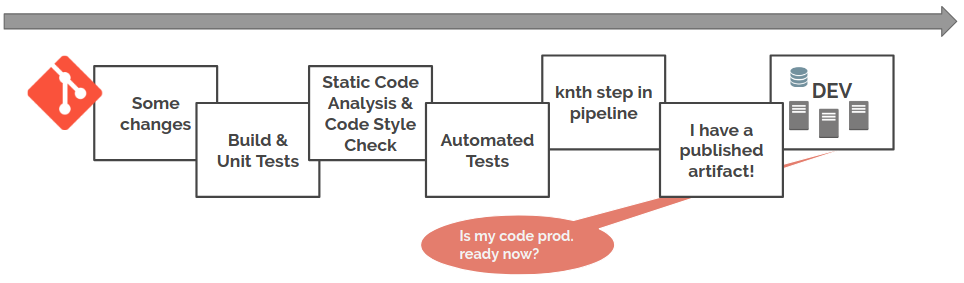 Some
changes
Build &
Unit Tests
Static Code
Analysis &
Code Style
Check
Automated
Tests
knth step in
pipeline
I have a
published
artifact!
DEV
Is my code prod.
ready now?